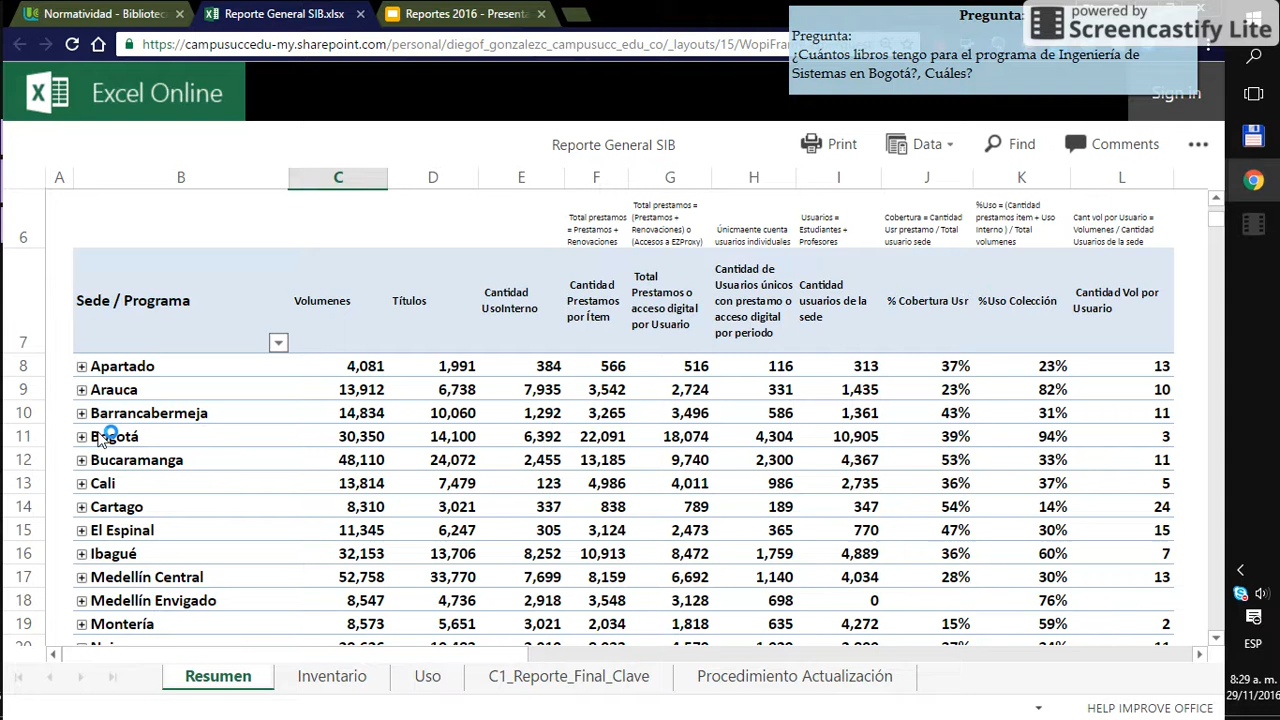 Normatividad - Bibliotec
Reporte General SIB.xlsx
Reportes 2016 - Presenta
https://campusuccedu-my.sharepoint.com/personal/diegof_gonzalezc_campusucc_edu_co/_layouts/15/WopiFram
Pregunta:
Pregunta:
¿Cuántos libros tengo para el programa de Ingeniería de
Sistemas en Bogotá?, Cuáles?
powered by
Screencastify Lite
Excel Online
Sign in
Reporte General SIB
Print
Data
Find
Comments
A B C D E F G H I J K L
6
Total prestamos
= Prestamos +
Renovaciones
Total prestamos =
(Prestamos +
Renovaciones) o
(Accesos a EZProxy)
Únicmaente cuenta
usuarios individuales
Usuarios =
Estudiantes +
Profesores
Cobertura = Cantidad
Usr prestamo / Total
usuario sede
%Uso = (Cantidad
prestamos item + Uso
Interno ) / Total
volumenes
Cant vol por Usuario =
Volumenes / Cantidad
Usuarios de la sede
7
Sede / Programa
Volumenes
Títulos
Cantidad
UsoInterno
Cantidad
Prestamos
por Ítem
Total
Prestamos o
acceso digital
por Usuario
Cantidad de
Usuarios únicos
con prestamo o
acceso digital
por periodo
Cantidad
usuarios de la
sede
% Cobertura Usr
%Uso Colección
Cantidad Vol por
Usuario
8 Apartado 4,081 1,991 384 566 516 116 313 37% 23% 13
9 Arauca 13,912 6,738 7,935 3,542 2,724 331 1,435 23% 82% 10
10 Barrancabermeja 14,834 10,060 1,292 3,265 3,496 586 1,361 43% 31% 11
11 Bogotá 30,350 14,100 6,392 22,091 18,074 4,304 10,905 39% 94% 3
12 Bucaramanga 48,110 24,072 2,455 13,185 9,740 2,300 4,367 53% 33% 11
13 Cali 13,814 7,479 123 4,986 4,011 986 2,735 36% 37% 5
14 Cartago 8,310 3,021 337 838 789 189 347 54% 14% 24
15 El Espinal 11,345 6,247 305 3,124 2,473 365 770 47% 30% 15
16 Ibagué 32,153 13,706 8,252 10,913 8,472 1,759 4,889 36% 60% 7
17 Medellín Central 52,758 33,770 7,699 8,159 6,692 1,140 4,034 28% 30% 13
18 Medellín Envigado 8,547 4,736 2,918 3,548 3,128 698 0 76%
19 Montería 8,573 5,651 3,021 2,034 1,818 635 4,272 15% 59% 2
Resumen
Inventario
Uso
C1_Reporte_Final_Clave
Procedimiento Actualización
HELP IMPROVE OFFICE
ESP
8:29 a. m.
29/11/2016